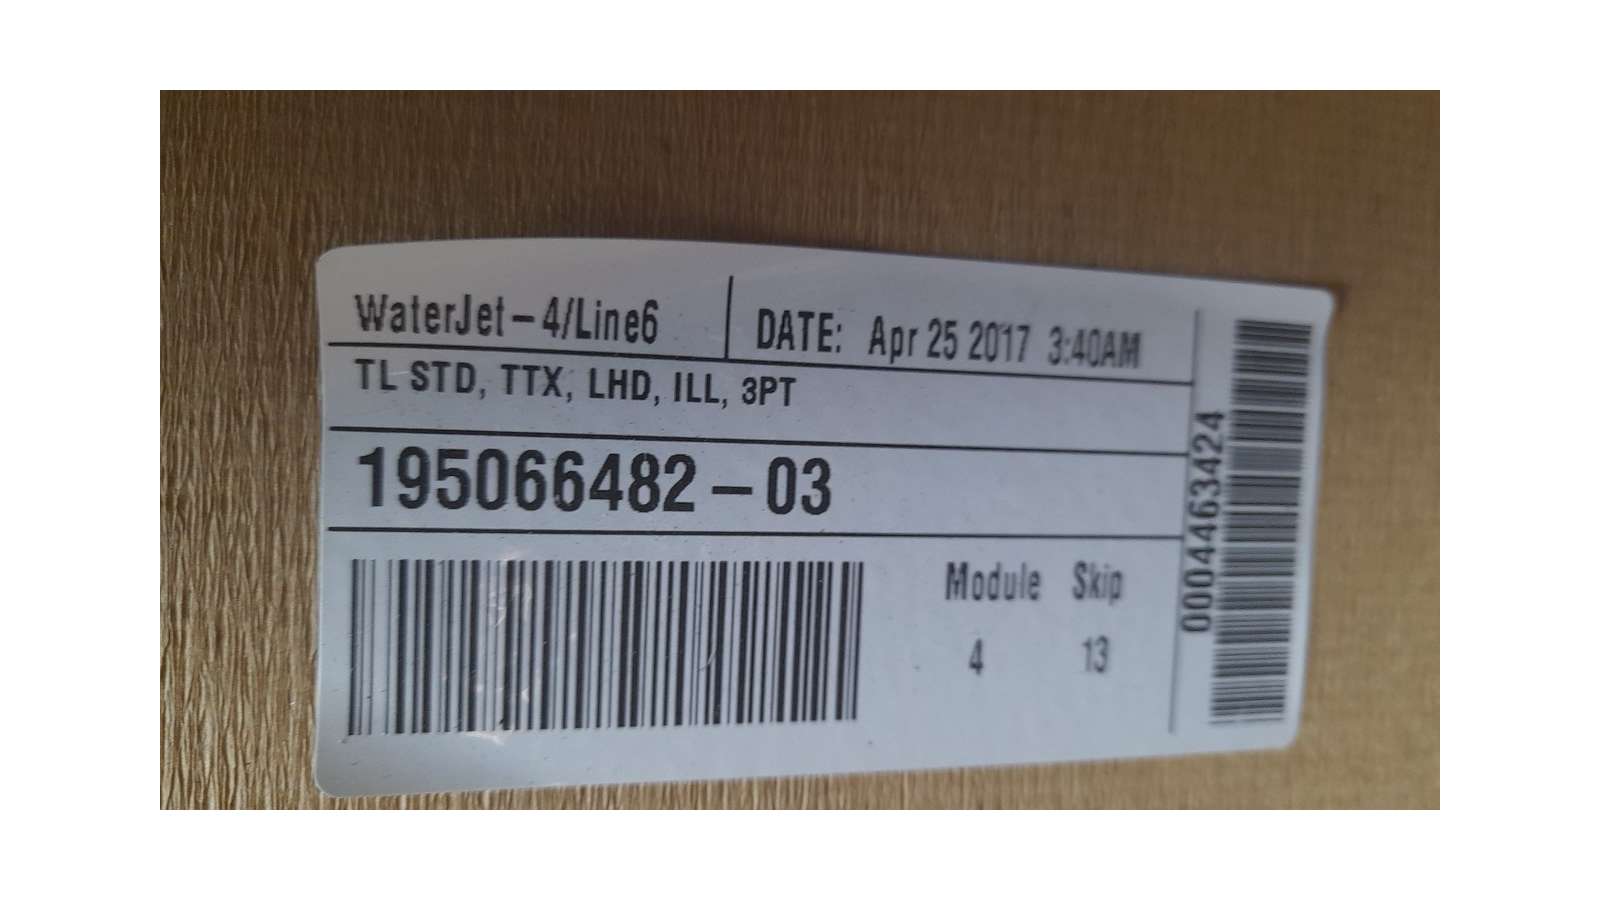 WaterJet-4/Line6
DATE: Apr 25 2017 3:40AM
TL STD, TTX, LHD, ILL, 3PT
195066482-03
Module Skip
4 13
0004463424